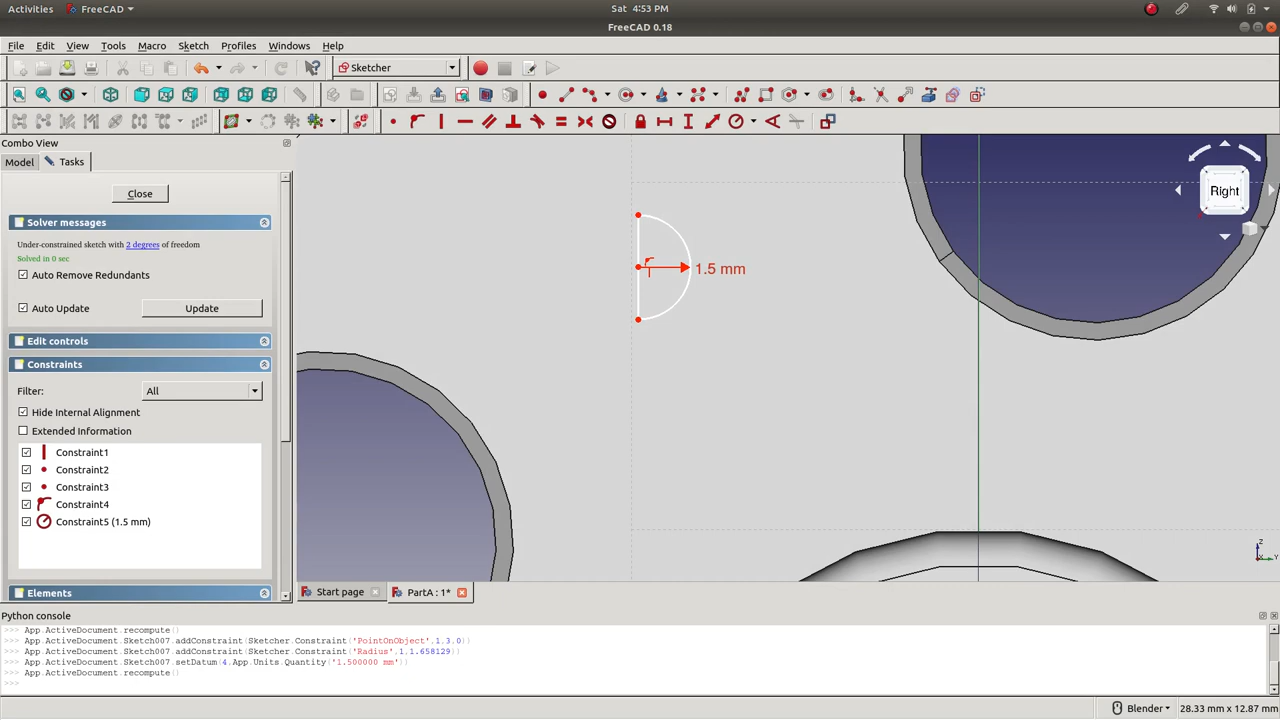 Activities
FreeCAD
Sat 4:53 PM
FreeCAD 0.18
File Edit View Tools Macro Sketch Profiles Windows Help
Sketcher
Combo View
Model Tasks
Right
Close
Solver messages
Under-constrained sketch with 2 degrees of freedom
Solved in 0 sec
Auto Remove Redundants
Auto Update
Update
Edit controls
Constraints
Filter: All
Hide Internal Alignment
Extended Information
Constraint1
Constraint2
Constraint3
Constraint4
Constraint5 (1.5 mm)
Elements
1.5 mm
Z
Y
Start page
PartA : 1*
Python console
>>> App.ActiveDocument.recompute()
>>> App.ActiveDocument.Sketch007.addConstraint(Sketcher.Constraint('PointOnObject',1,3,0))
>>> App.ActiveDocument.Sketch007.addConstraint(Sketcher.Constraint('Radius',1,1.658129))
>>> App.ActiveDocument.Sketch007.setDatum(4,App.Units.Quantity('1.500000 mm'))
>>> App.ActiveDocument.recompute()
>>>
Blender
28.33 mm x 12.87 mm